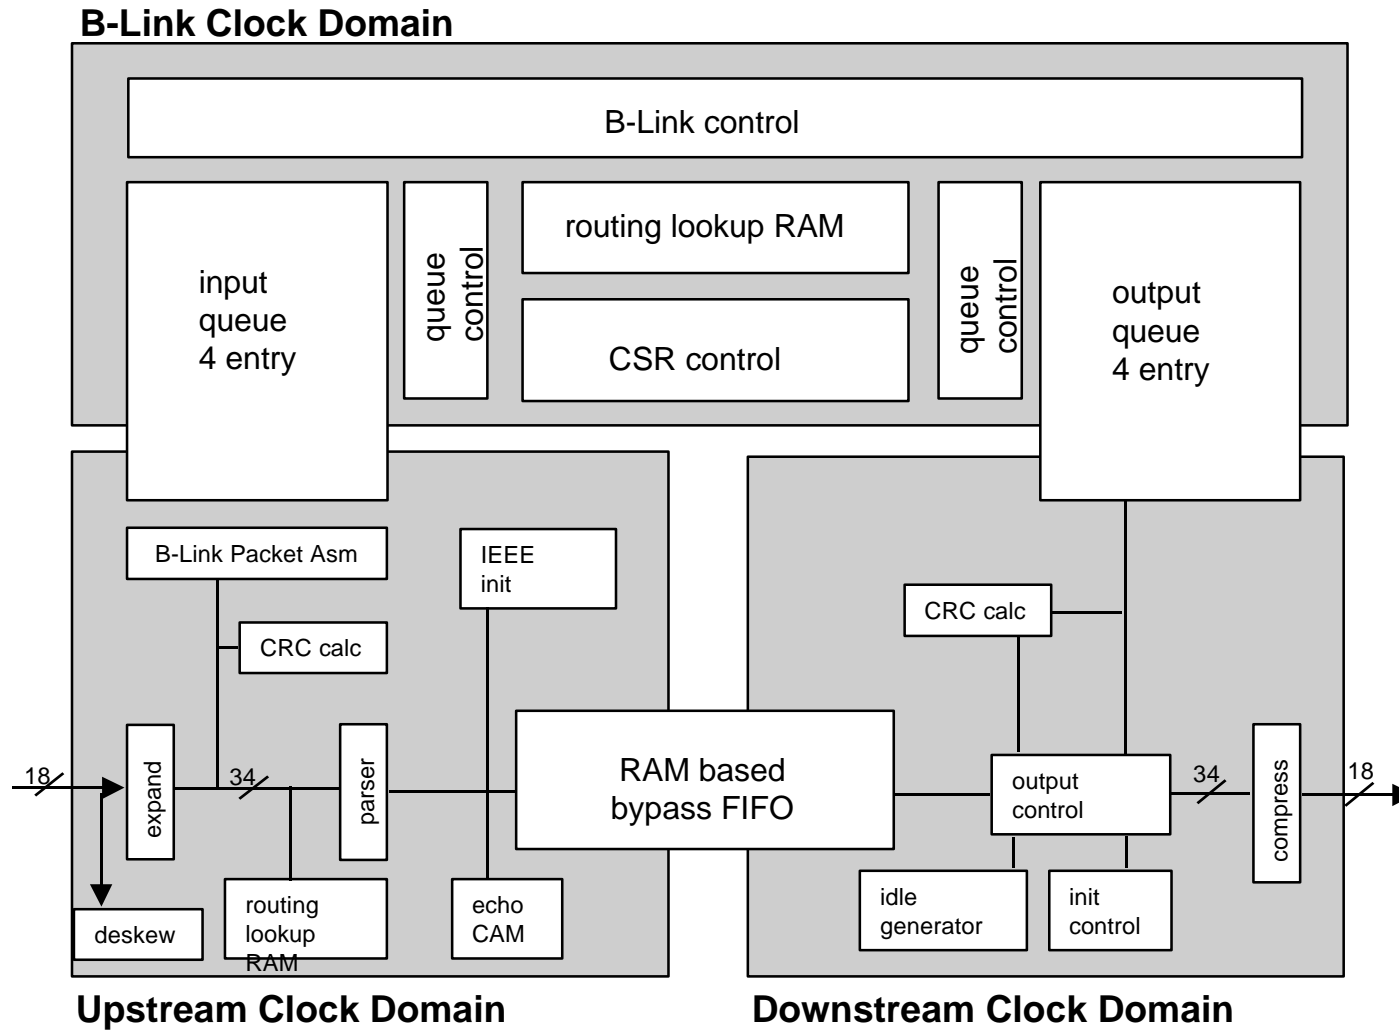 B-Link Clock Domain
B-Link control
input
queue
4 entry
queue
control
routing lookup RAM
CSR control
queue
control
output
queue
4 entry
B-Link Packet Asm
IEEE
init
CRC calc
CRC calc
18
expand
34
parser
RAM based
bypass FIFO
output
control
34
compress
18
deskew
routing
lookup
RAM
echo
CAM
idle
generator
init
control
Upstream Clock Domain
Downstream Clock Domain